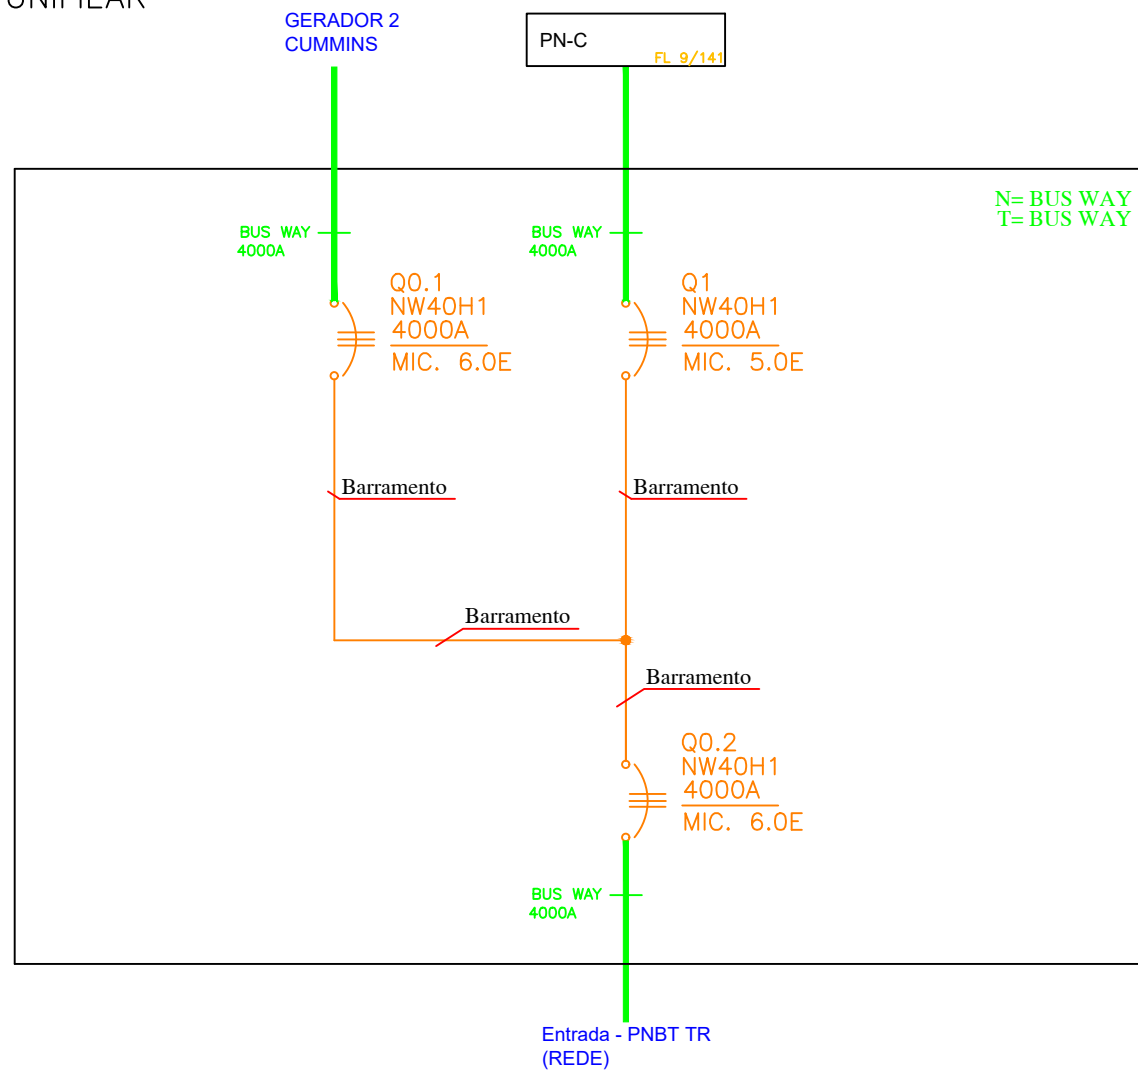 GERADOR 2
CUMMINS
PN-C
FL 9/141
N= BUS WAY
T= BUS WAY
BUS WAY
4000A
BUS WAY
4000A
Q0.1
NW40H1
4000A
MIC. 6.0E
Q1
NW40H1
4000A
MIC. 5.0E
Barramento
Barramento
Barramento
Barramento
Q0.2
NW40H1
4000A
MIC. 6.0E
BUS WAY
4000A
Entrada - PNBT TR
(REDE)